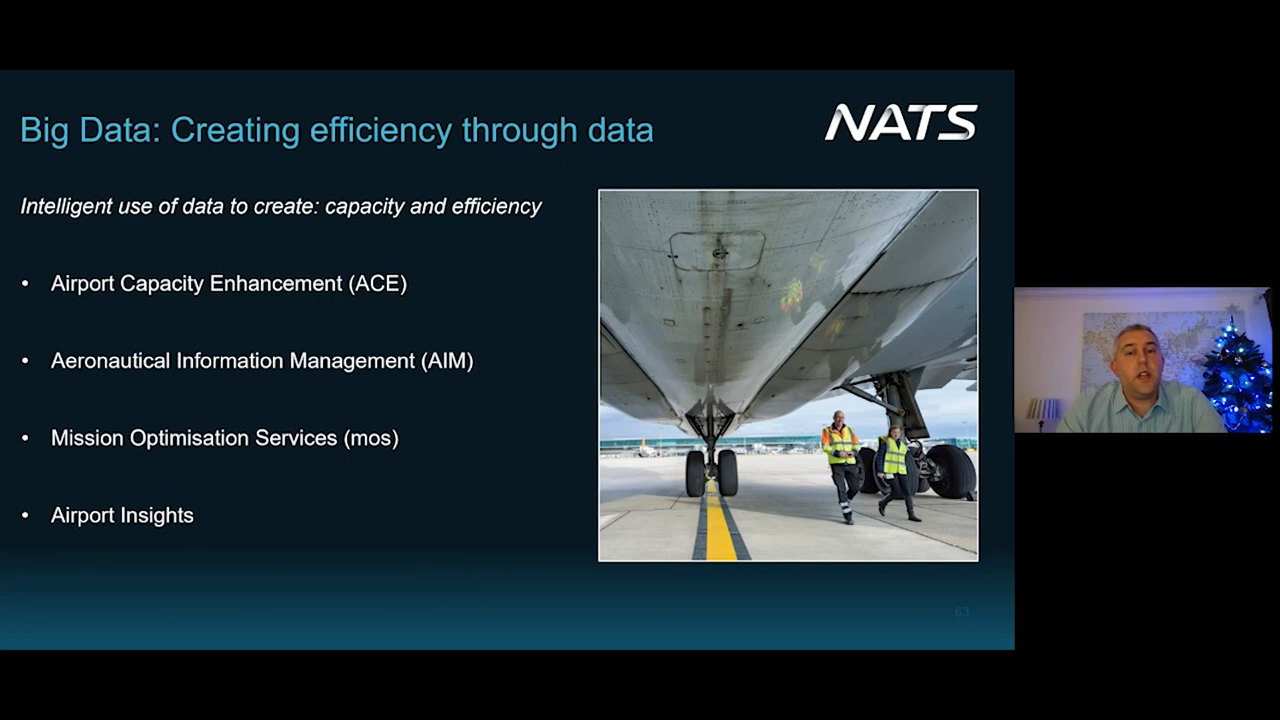 Big Data: Creating efficiency through data
NATS
Intelligent use of data to create: capacity and efficiency
• Airport Capacity Enhancement (ACE)
• Aeronautical Information Management (AIM)
• Mission Optimisation Services (mos)
• Airport Insights
63